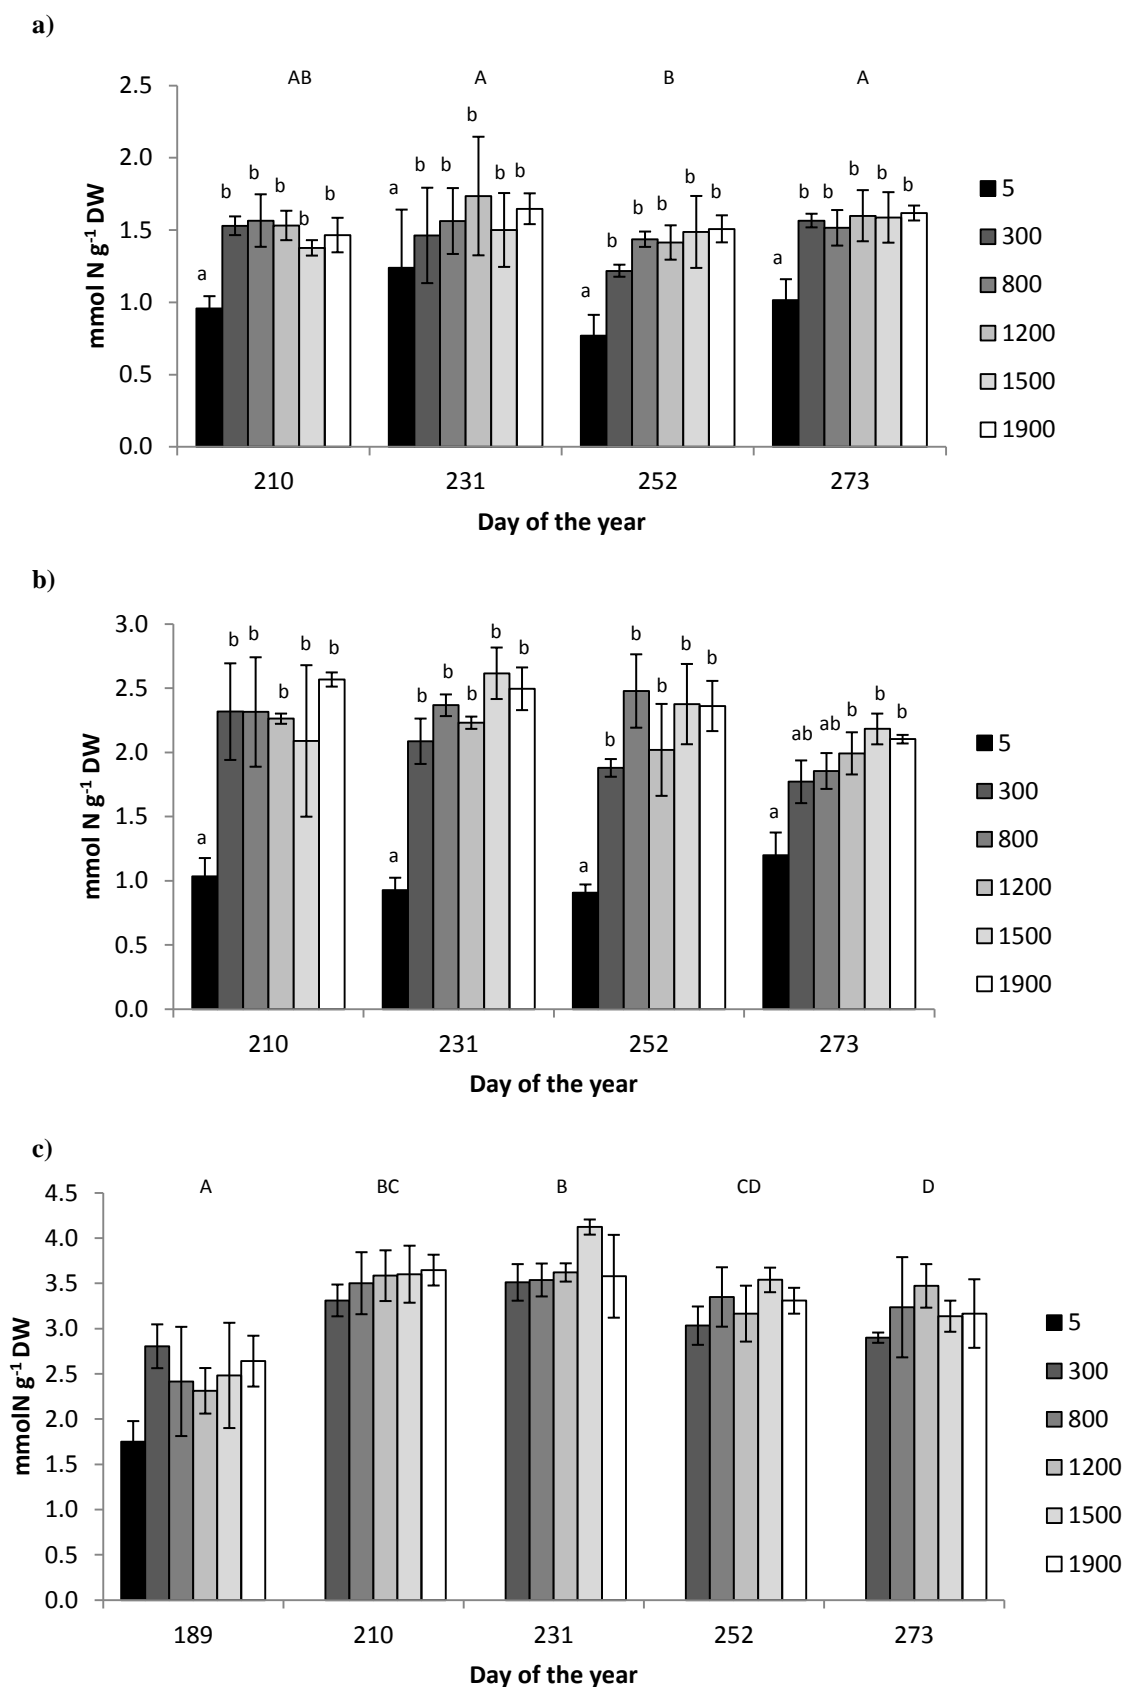 a)
AB A B A
2.5
2.0
1.5
1.0
0.5
0.0
mmol N g-1 DW
a b b b b b
a b b b b b
a b b b b b
a b b b b b
210 231 252 273
Day of the year
5
300
800
1200
1500
1900
b)
3.0
2.5
2.0
1.5
1.0
0.5
0.0
mmol N g-1 DW
a b b b b b
a b b b b b
a b b b b b
a ab ab b b b
210 231 252 273
Day of the year
5
300
800
1200
1500
1900
c)
A BC B CD D
4.5
4.0
3.5
3.0
2.5
2.0
1.5
1.0
0.5
0.0
mmolN g-1 DW
189 210 231 252 273
Day of the year
5
300
800
1200
1500
1900